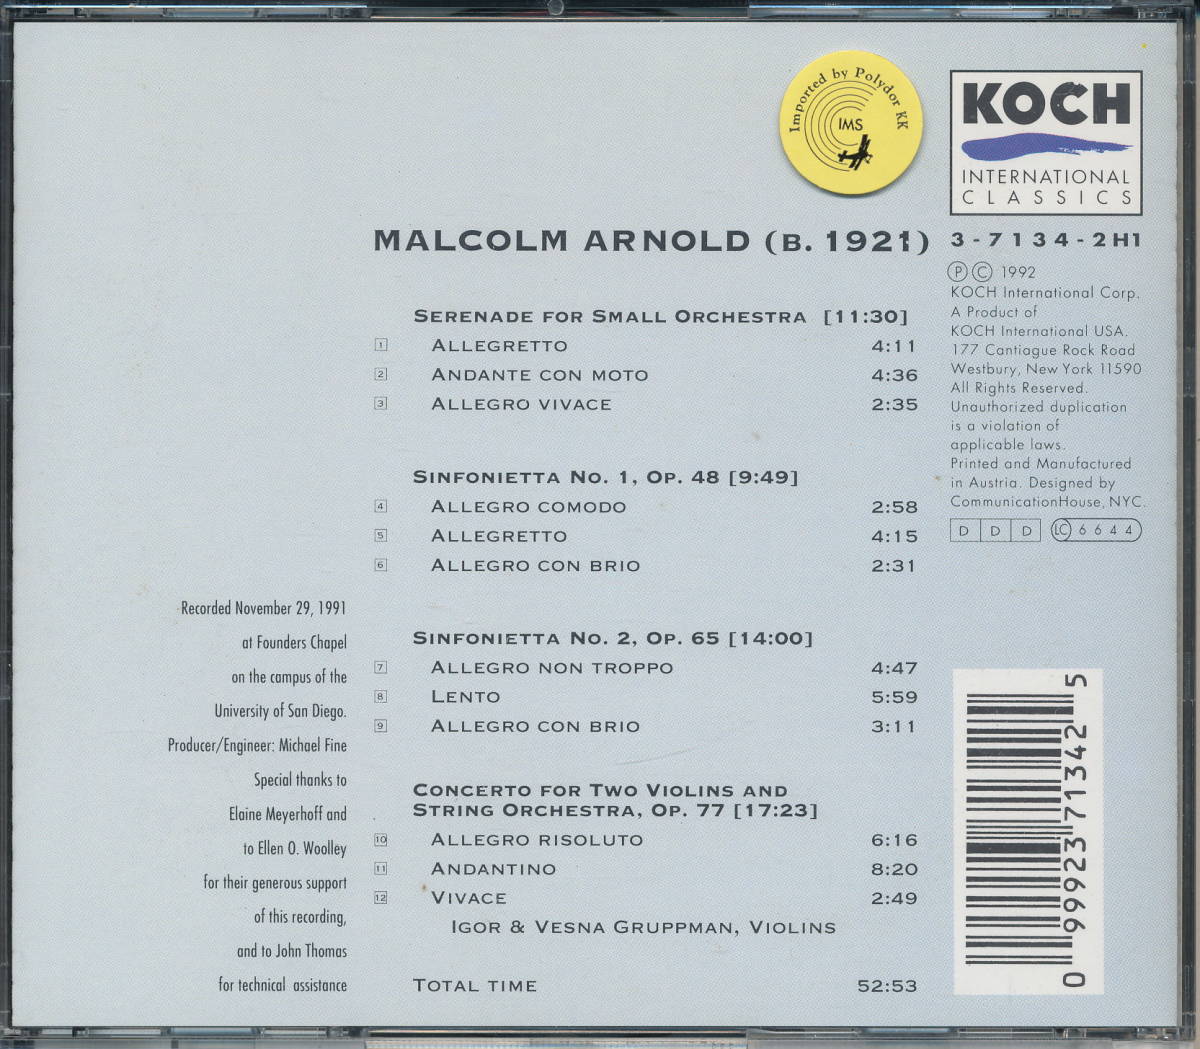 Imported by Polydor KK
IMS
KOCH
INTERNATIONAL
CLASSICS
MALCOLM ARNOLD (B. 1921)
3-7134-2H1
SERENADE FOR SMALL ORCHESTRA [11:30]
1 ALLEGRETTO 4:11
2 ANDANTE CON MOTO 4:36
3 ALLEGRO VIVACE 2:35
SINFONIETTA NO. 1, OP. 48 [9:49]
4 ALLEGRO COMODO 2:58
5 ALLEGRETTO 4:15
6 ALLEGRO CON BRIO 2:31
SINFONIETTA NO. 2, OP. 65 [14:00]
7 ALLEGRO NON TROPPO 4:47
8 LENTO 5:59
9 ALLEGRO CON BRIO 3:11
CONCERTO FOR TWO VIOLINS AND
STRING ORCHESTRA, OP. 77 [17:23]
10 ALLEGRO RISOLUTO 6:16
11 ANDANTINO 8:20
12 VIVACE 2:49
IGOR & VESNA GRUPPMAN, VIOLINS
TOTAL TIME 52:53
Ⓟ © 1992
KOCH International Corp.
A Product of
KOCH International USA.
177 Cantiague Rock Road
Westbury, New York 11590
All Rights Reserved.
Unauthorized duplication
is a violation of
applicable laws.
Printed and Manufactured
in Austria. Designed by
CommunicationHouse, NYC.
D D D LC 6644
Recorded November 29, 1991
at Founders Chapel
on the campus of the
University of San Diego.
Producer/Engineer: Michael Fine
Special thanks to
Elaine Meyerhoff and
to Ellen O. Woolley
for their generous support
of this recording,
and to John Thomas
for technical assistance
0 99923 71342 5